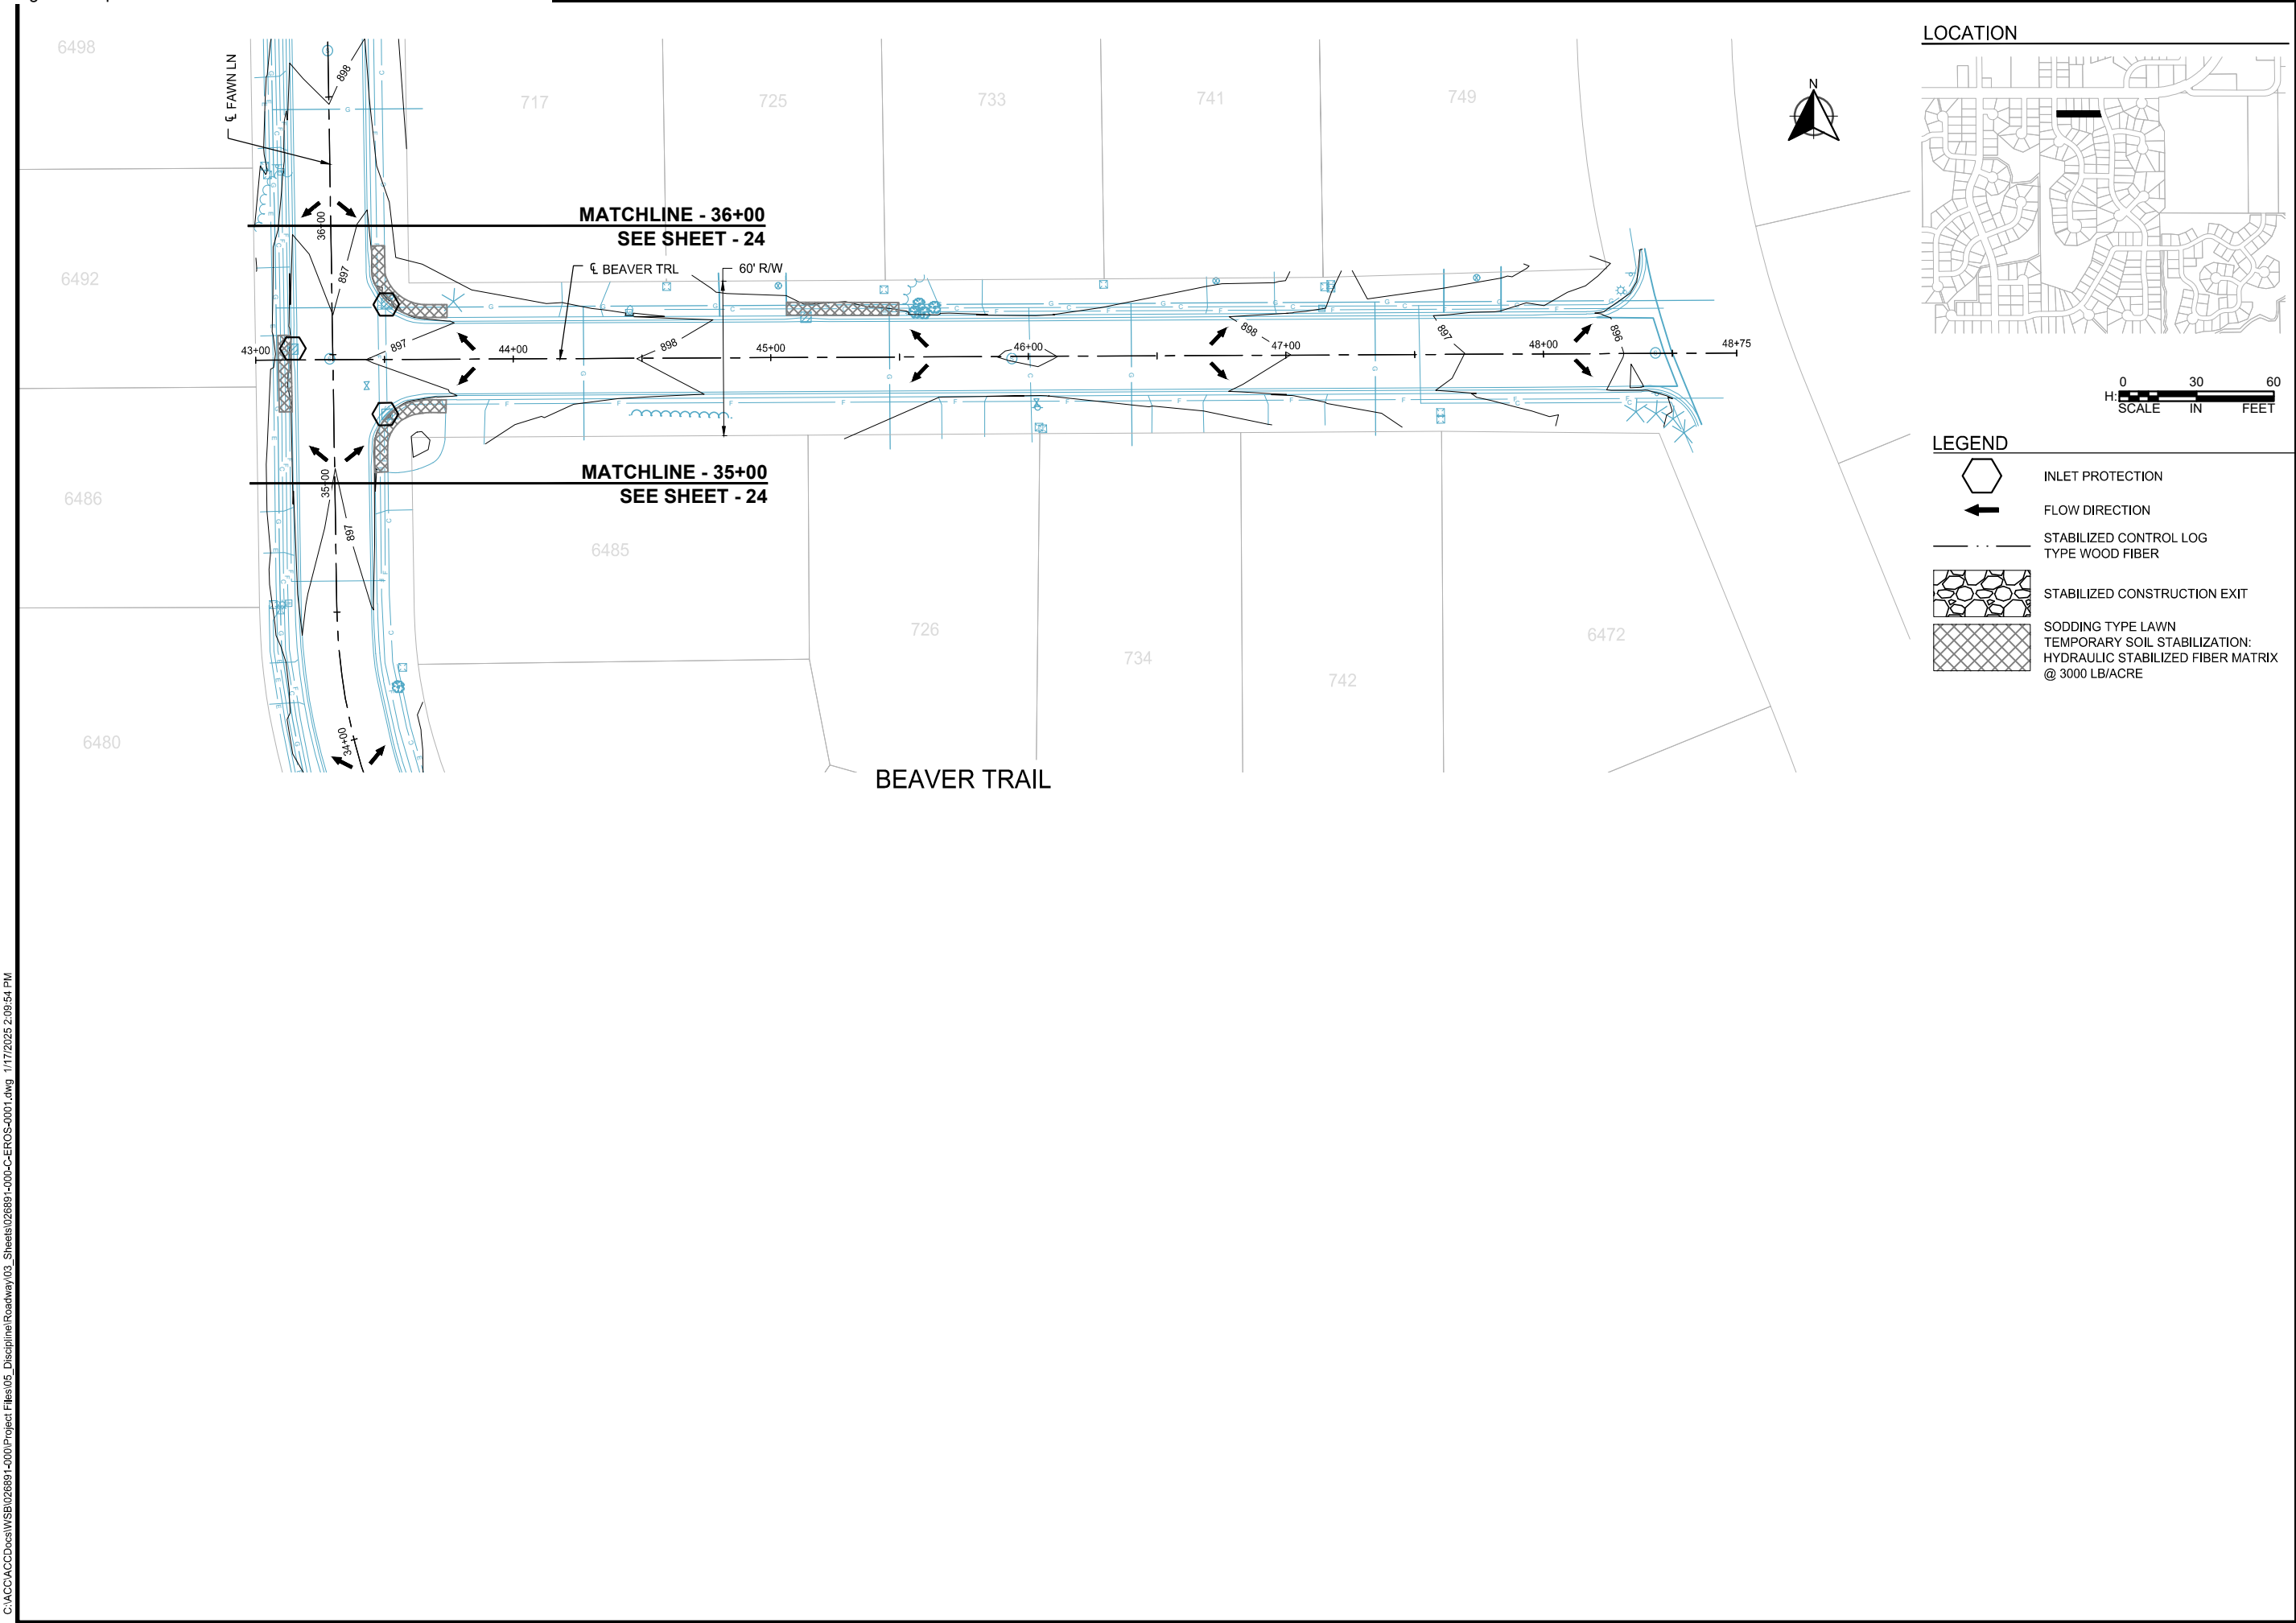 6498
℄ FAWN LN
898
717
725
733
741
749
N
LOCATION
36+00
MATCHLINE - 36+00
SEE SHEET - 24
6492
897
℄ BEAVER TRL
60' R/W
43+00
897
44+00
898
45+00
46+00
898
47+00
897
48+00
896
48+75
0 30 60
H:
SCALE IN FEET
LEGEND
INLET PROTECTION
FLOW DIRECTION
STABILIZED CONTROL LOG
TYPE WOOD FIBER
STABILIZED CONSTRUCTION EXIT
SODDING TYPE LAWN
TEMPORARY SOIL STABILIZATION:
HYDRAULIC STABILIZED FIBER MATRIX
@ 3000 LB/ACRE
MATCHLINE - 35+00
SEE SHEET - 24
35+00
6486
897
6485
726
734
742
6472
6480
34+00
BEAVER TRAIL
C:\ACC\ACCDocs\WSB\026891-000\Project Files\05_Discipline\Roadway\03_Sheets\026891-000-C-EROS-0001.dwg 1/17/2025 2:09:54 PM